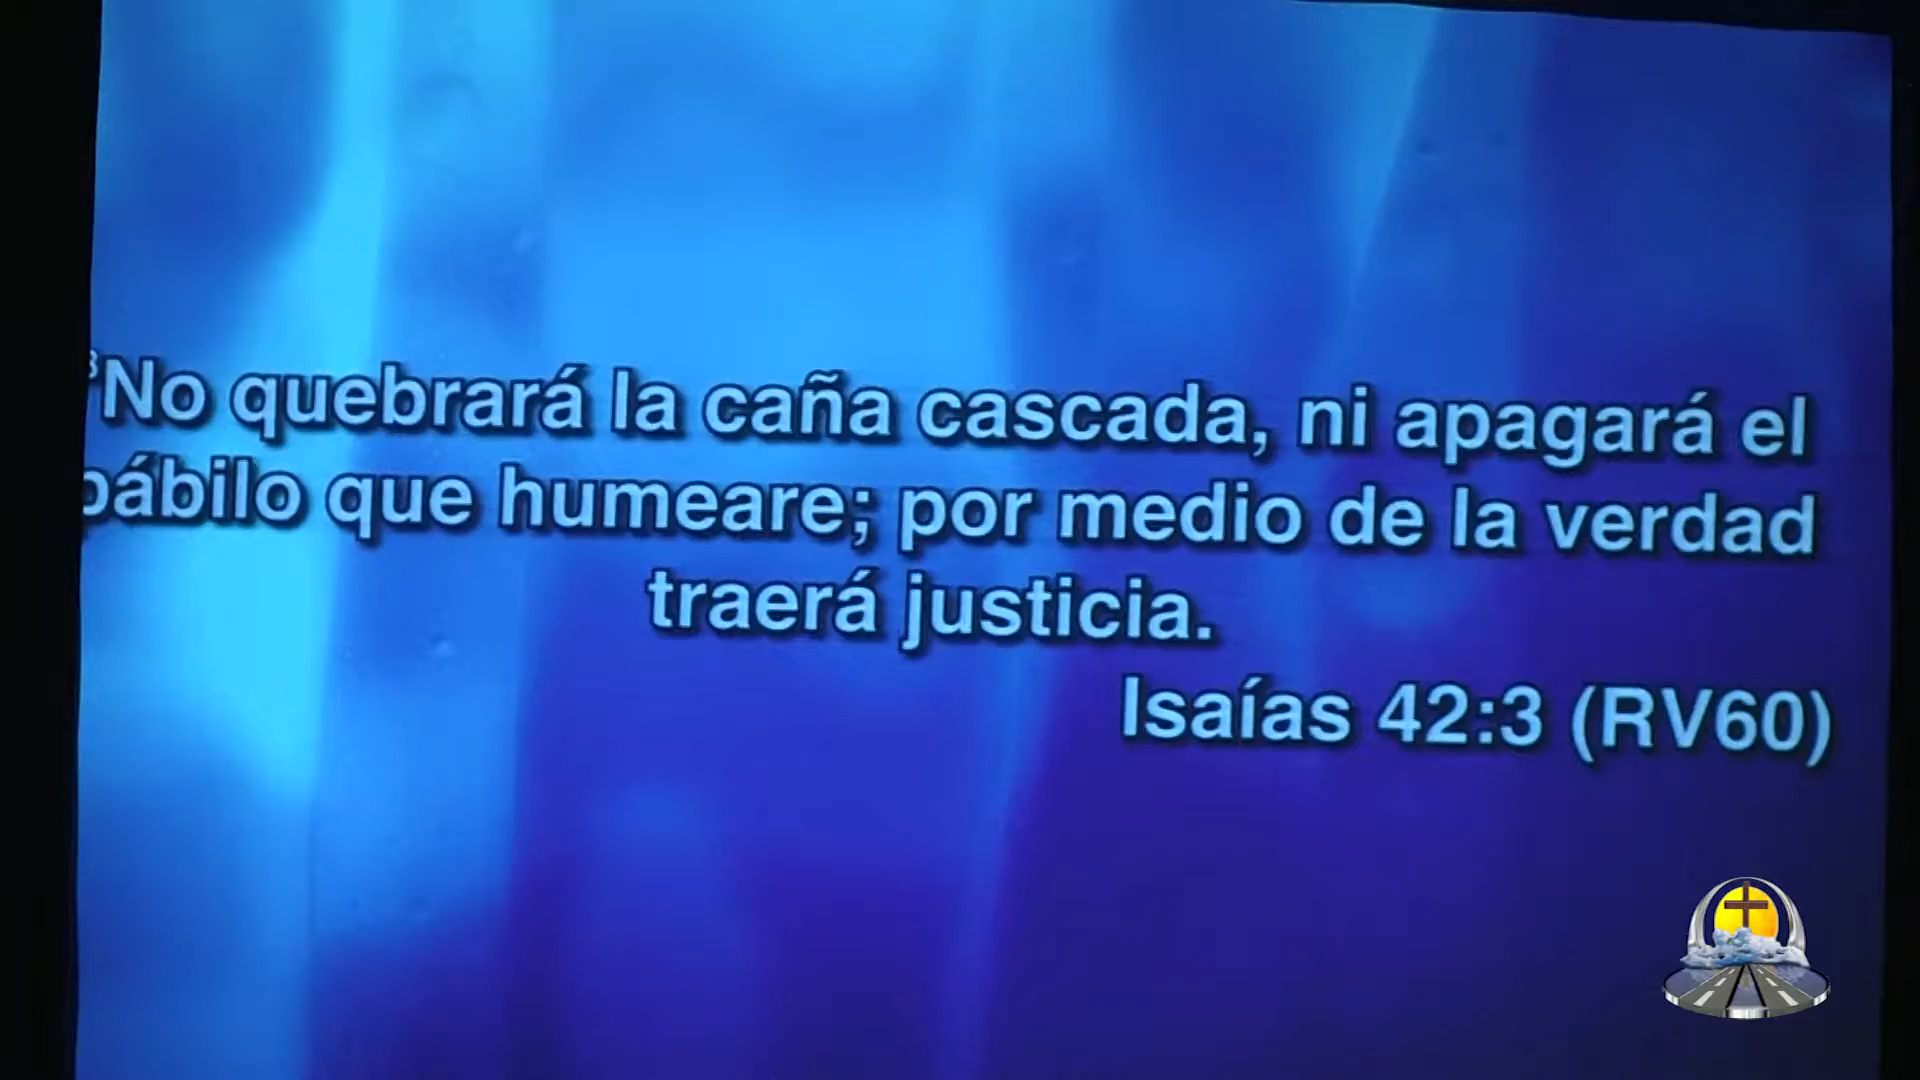 ³No quebrará la caña cascada, ni apagará el
pábilo que humeare; por medio de la verdad
traerá justicia.
Isaías 42:3 (RV60)